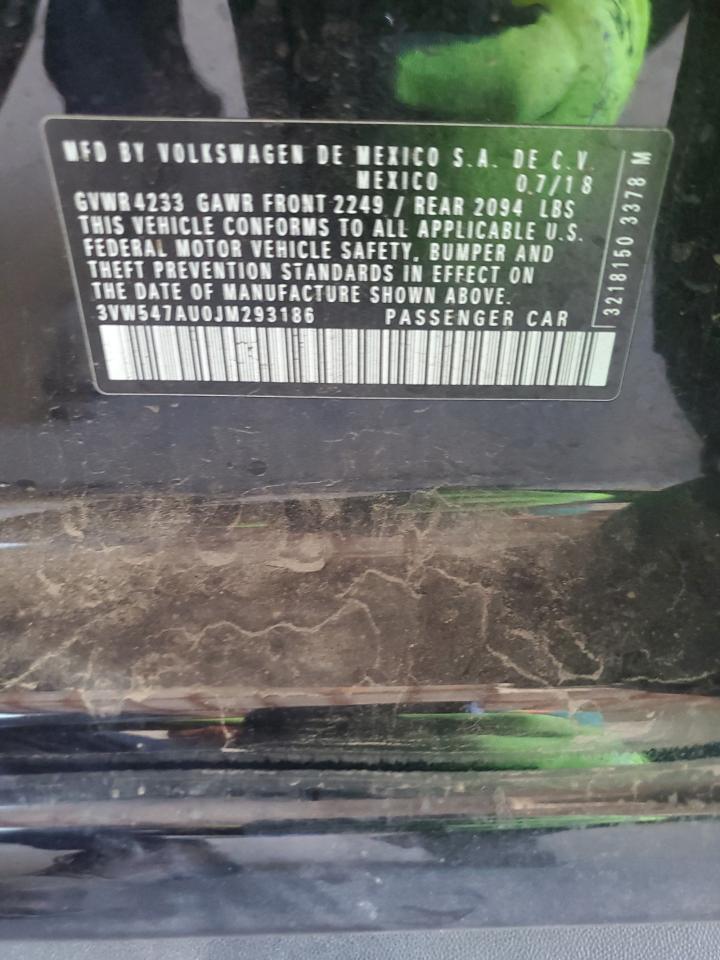 MFD BY VOLKSWAGEN DE MEXICO S.A. DE C.V.
MEXICO 07/18
GVWR 4233 GAWR FRONT 2249 / REAR 2094 LBS
THIS VEHICLE CONFORMS TO ALL APPLICABLE U.S.
FEDERAL MOTOR VEHICLE SAFETY, BUMPER AND
THEFT PREVENTION STANDARDS IN EFFECT ON
THE DATE OF MANUFACTURE SHOWN ABOVE.
3VW547AU0JM293186 PASSENGER CAR
3218150 3378 M